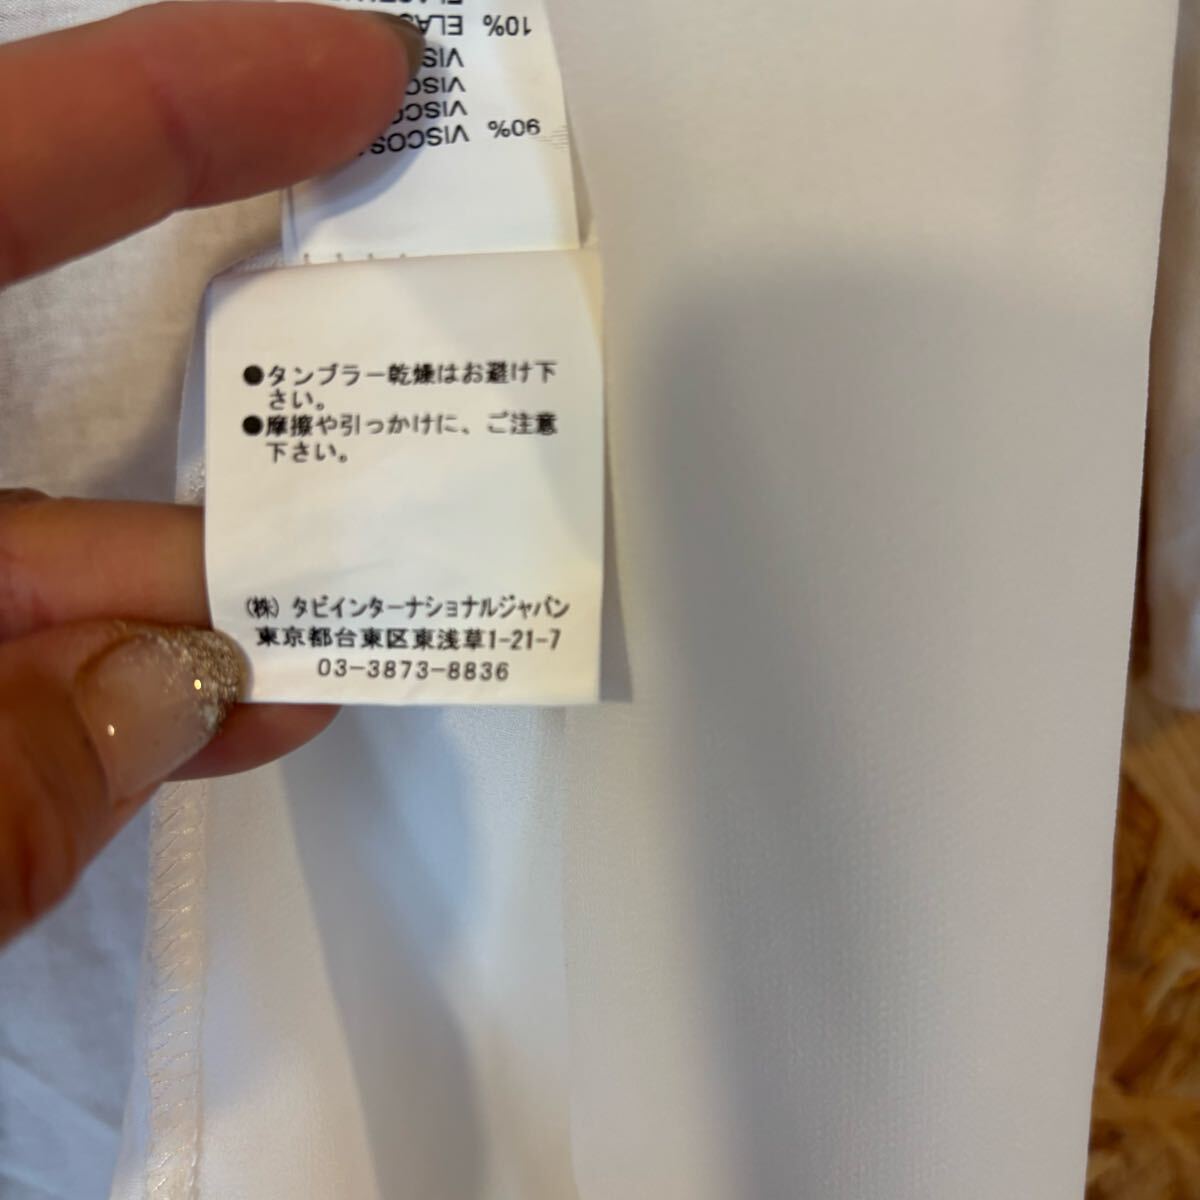 10%
VISCOSE
90%
●タンブラー乾燥はお避け下
さい。
●摩擦や引っかけに、ご注意
下さい。
(株) タビインターナショナルジャパン
東京都台東区東浅草1-21-7
03-3873-8836